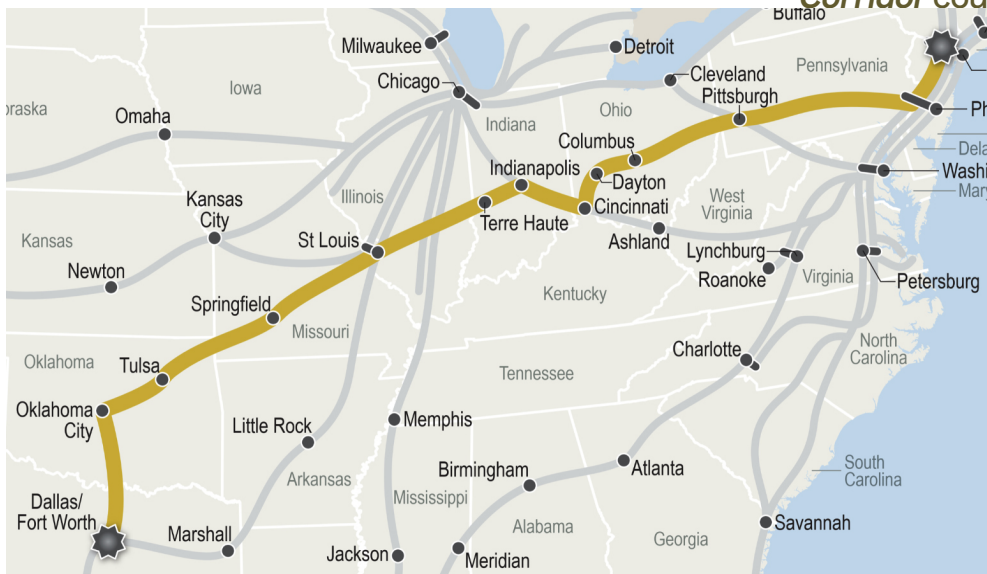 Corridor
Buffalo
Milwaukee
Detroit
Pennsylvania
Chicago
Cleveland
Iowa
Pittsburgh
Ohio
Omaha
Indiana
Columbus
Indianapolis
Dayton
Washi
Mary
Illinois
Kansas
City
Terre Haute
Cincinnati
West
Virginia
Kansas
St Louis
Ashland
Lynchburg
Newton
Roanoke
Virginia
Petersburg
Springfield
Kentucky
Missouri
North
Carolina
Oklahoma
Tulsa
Charlotte
Tennessee
Oklahoma
City
Little Rock
Memphis
Birmingham
Atlanta
South
Carolina
Arkansas
Mississippi
Dallas/
Fort Worth
Marshall
Alabama
Savannah
Georgia
Jackson
Meridian